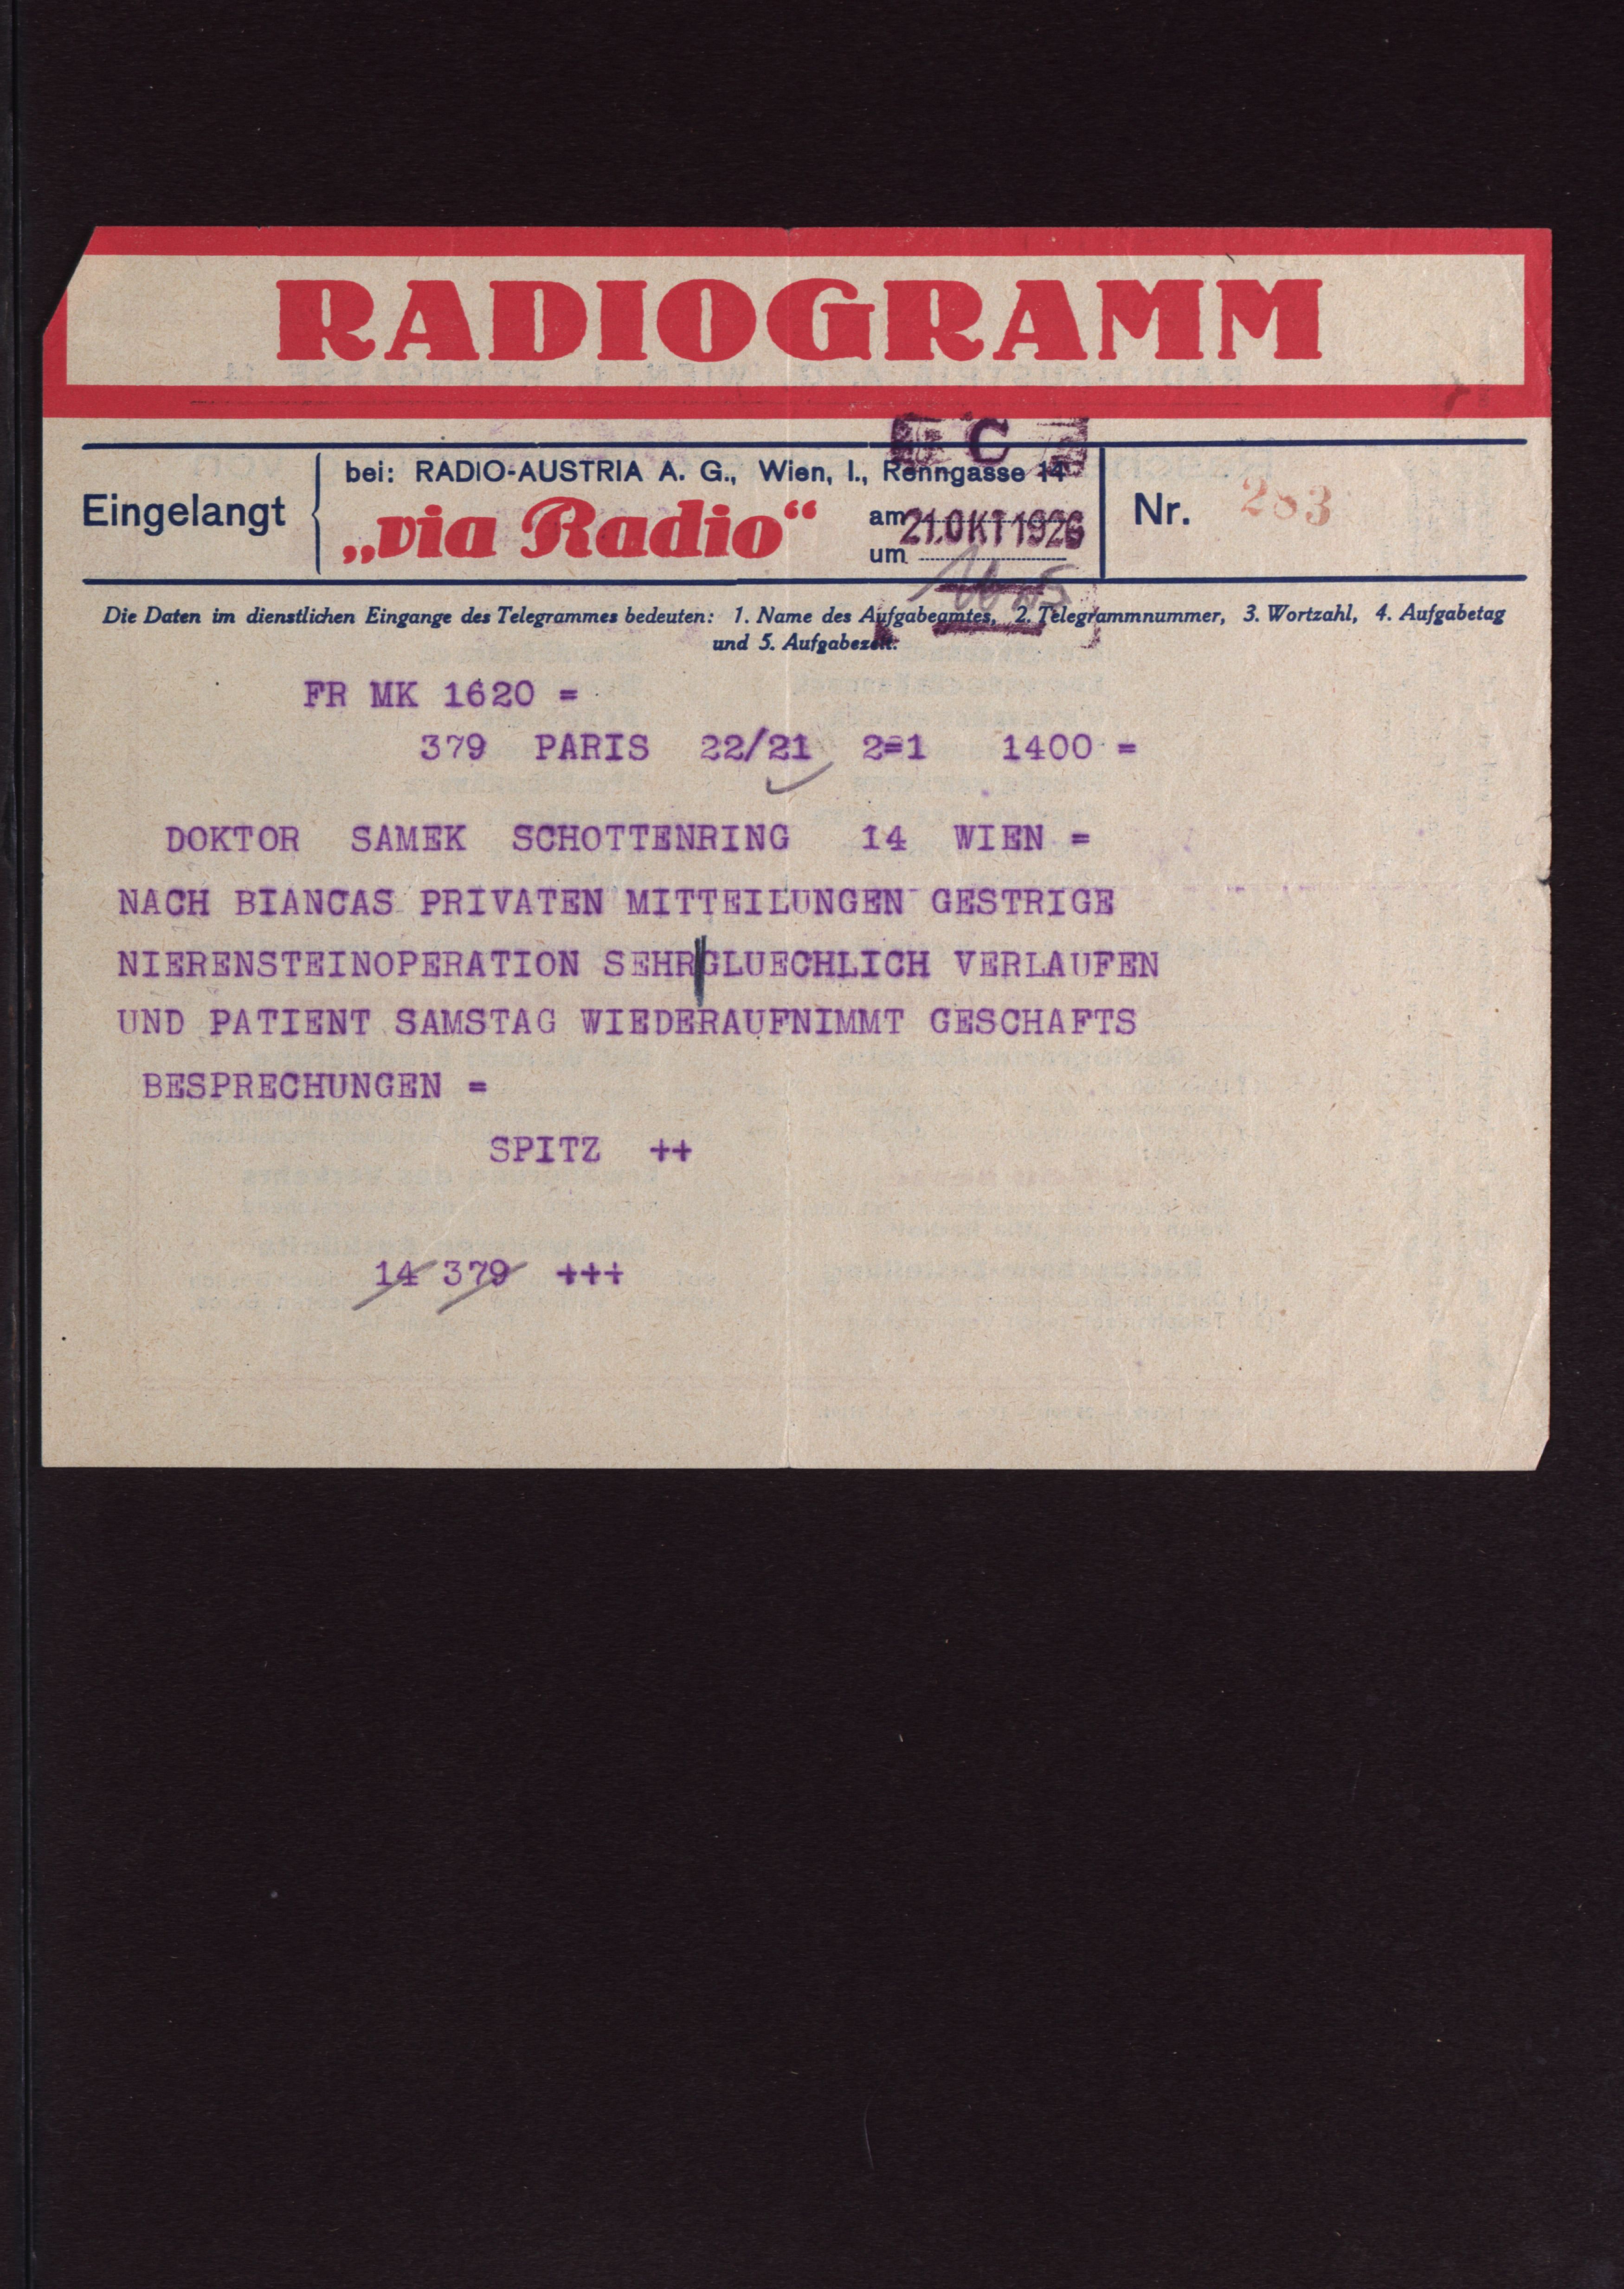 RADIOGRAMM
C
Eingelangt
bei: RADIO-AUSTRIA A. G., Wien, I., Renngasse 14
„via Radio“
am 21.OKT 1926
um
Nr. 283
Die Daten im dienstlichen Eingange des Telegrammes bedeuten: 1. Name des Aufgabeamtes, 2. Telegrammnummer, 3. Wortzahl, 4. Aufgabetag
und 5. Aufgabezeit.
FR MK 1620 =
379 PARIS 22/21 2=1 1400 =
DOKTOR SAMEK SCHOTTENRING 14 WIEN =
NACH BIANCAS PRIVATEN MITTEILUNGEN GESTRIGE
NIERENSTEINOPERATION SEHR|GLUECHLICH VERLAUFEN
UND PATIENT SAMSTAG WIEDERAUFNIMMT GESCHAFTS
BESPRECHUNGEN =
SPITZ ++
14 379 +++